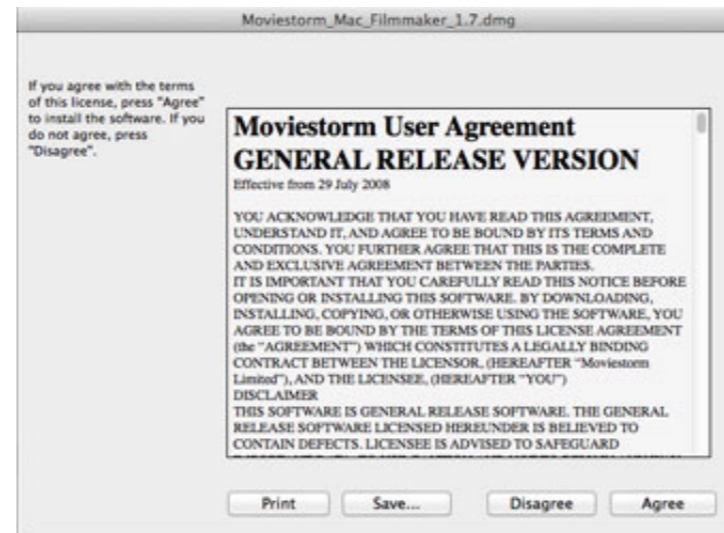 Moviestorm_Mac_Filmmaker_1.7.dmg
If you agree with the terms
of this license, press "Agree"
to install the software. If you
do not agree, press
"Disagree".
Moviestorm User Agreement
GENERAL RELEASE VERSION
Effective from 29 July 2008
YOU ACKNOWLEDGE THAT YOU HAVE READ THIS AGREEMENT,
UNDERSTAND IT, AND AGREE TO BE BOUND BY ITS TERMS AND
CONDITIONS. YOU FURTHER AGREE THAT THIS IS THE COMPLETE
AND EXCLUSIVE AGREEMENT BETWEEN THE PARTIES.
IT IS IMPORTANT THAT YOU CAREFULLY READ THIS NOTICE BEFORE
OPENING OR INSTALLING THIS SOFTWARE. BY DOWNLOADING,
INSTALLING, COPYING, OR OTHERWISE USING THE SOFTWARE, YOU
AGREE TO BE BOUND BY THE TERMS OF THIS LICENSE AGREEMENT
(the "AGREEMENT") WHICH CONSTITUTES A LEGALLY BINDING
CONTRACT BETWEEN THE LICENSOR, (HEREAFTER "Moviestorm
Limited"), AND THE LICENSEE, (HEREAFTER "YOU")
DISCLAIMER
THIS SOFTWARE IS GENERAL RELEASE SOFTWARE. THE GENERAL
RELEASE SOFTWARE LICENSED HEREUNDER IS BELIEVED TO
CONTAIN DEFECTS. LICENSEE IS ADVISED TO SAFEGUARD
Print Save... Disagree Agree